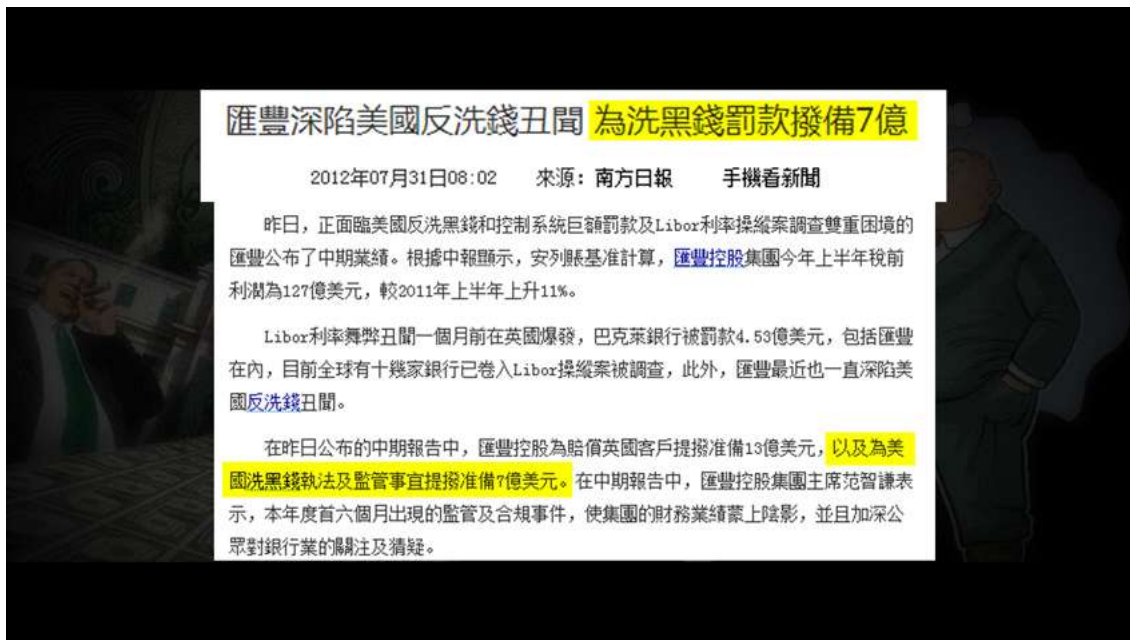 匯豐深陷美國反洗錢丑聞 為洗黑錢罰款撥備7億
2012年07月31日08:02 來源：南方日報 手機看新聞
昨日，正面臨美國反洗黑錢和控制系統巨額罰款及Libor利率操縱案調查雙重困境的
匯豐公布了中期業績。根據中報顯示，安列賬基准計算，匯豐控股集團今年上半年稅前
利潤為127億美元，較2011年上半年上升11%。
Libor利率舞弊丑聞一個月前在英國爆發，巴克萊銀行被罰款4.53億美元，包括匯豐
在內，目前全球有十幾家銀行已卷入Libor操縱案被調查，此外，匯豐最近也一直深陷美
國反洗錢丑聞。
在昨日公布的中期報告中，匯豐控股為賠償英國客戶提撥准備13億美元，以及為美
國洗黑錢執法及監管事宜提撥准備7億美元。在中期報告中，匯豐控股集團主席范智謙表
示，本年度首六個月出現的監管及合規事件，使集團的財務業績蒙上陰影，並且加深公
眾對銀行業的關注及猜疑。